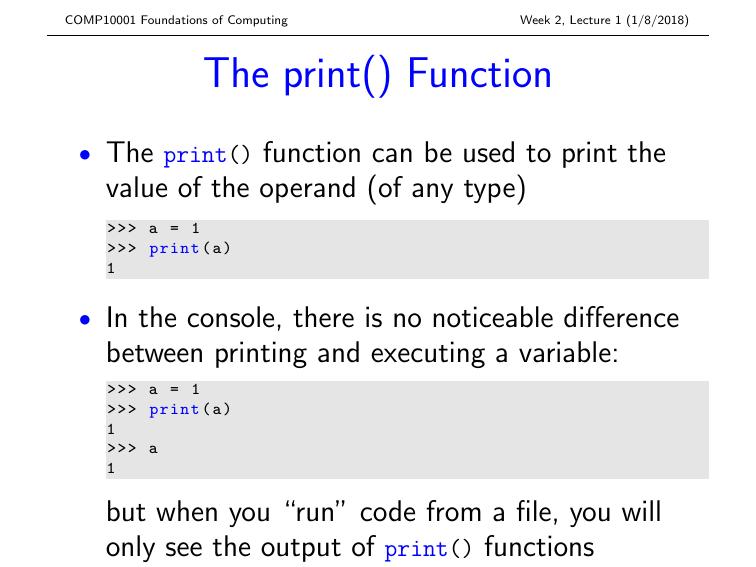 COMP10001 Foundations of Computing Week 2, Lecture 1 (1/8/2018)
The print() Function
• The print() function can be used to print the
value of the operand (of any type)
>>> a = 1
>>> print(a)
1
• In the console, there is no noticeable difference
between printing and executing a variable:
>>> a = 1
>>> print(a)
1
>>> a
1
but when you “run” code from a file, you will
only see the output of print() functions